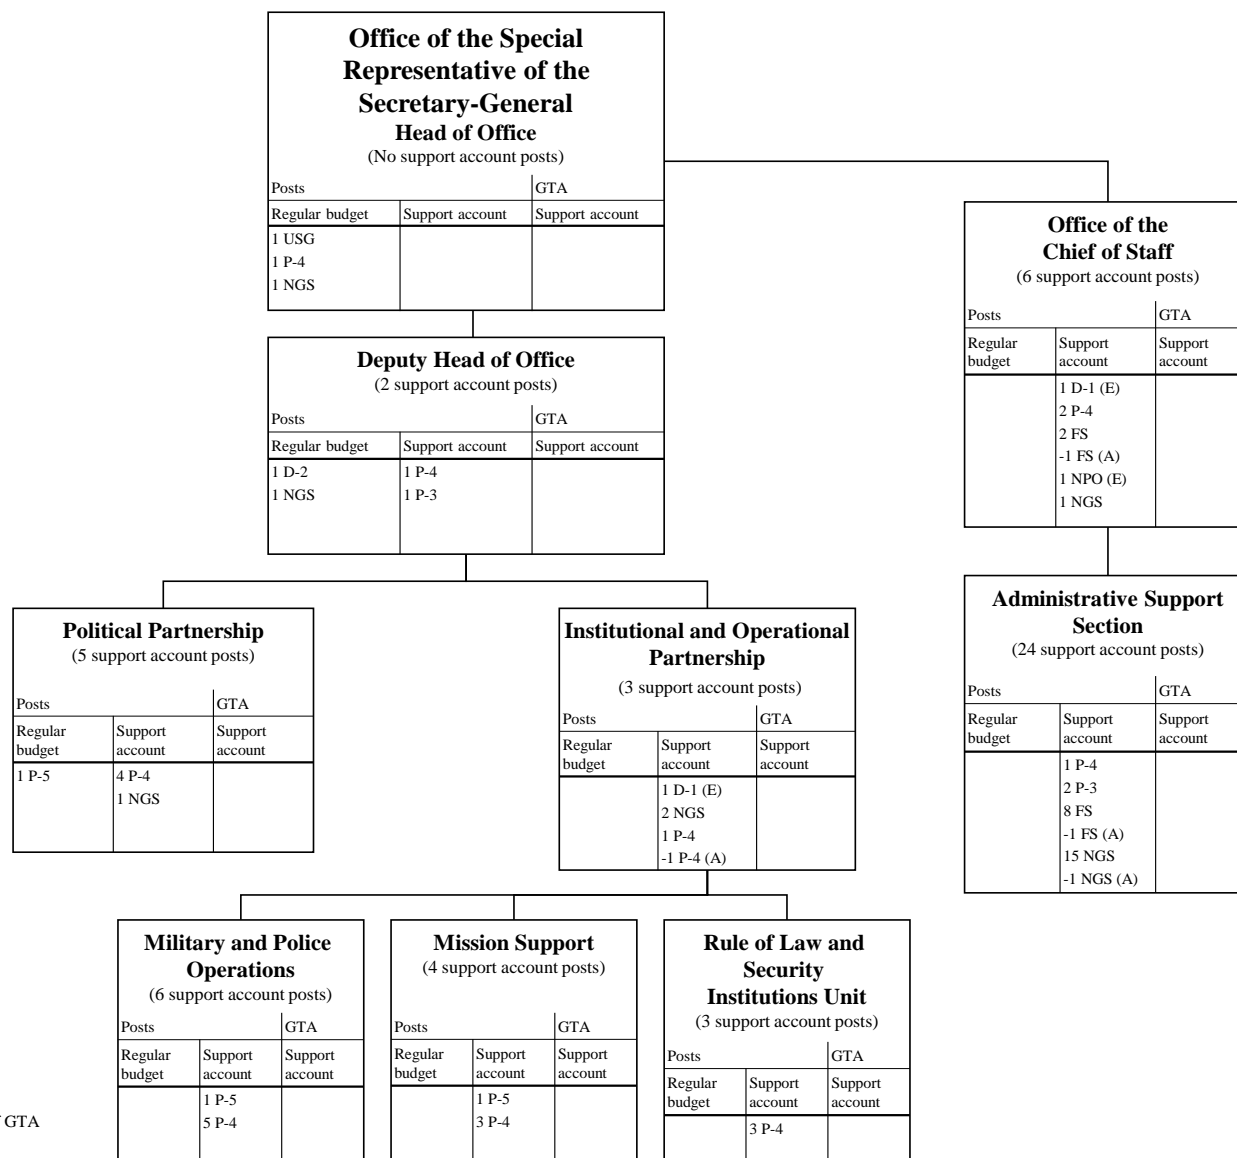 Office of the Special
Representative of the
Secretary-General
Head of Office
(No support account posts)
Posts GTA
Regular budget Support account Support account
1 USG
1 P-4
1 NGS
Office of the
Chief of Staff
(6 support account posts)
Posts GTA
Regular budget Support account Support account
1 D-1 (E)
2 P-4
2 FS
-1 FS (A)
1 NPO (E)
1 NGS
Deputy Head of Office
(2 support account posts)
Posts GTA
Regular budget Support account Support account
1 D-2 1 P-4
1 NGS 1 P-3
Administrative Support
Section
(24 support account posts)
Posts GTA
Regular Support Support
budget account account
1 P-4
2 P-3
8 FS
-1 FS (A)
15 NGS
-1 NGS (A)
Political Partnership
(5 support account posts)
Posts GTA
Regular Support Support
budget account account
1 P-5 4 P-4
1 NGS
Institutional and Operational
Partnership
(3 support account posts)
Posts GTA
Regular Support Support
budget account account
1 D-1 (E)
2 NGS
1 P-4
-1 P-4 (A)
Military and Police
Operations
(6 support account posts)
Posts GTA
Regular Support Support
budget account account
1 P-5
5 P-4
Mission Support
(4 support account posts)
Posts GTA
Regular Support Support
budget account account
1 P-5
3 P-4
Rule of Law and
Security
Institutions Unit
(3 support account posts)
Posts GTA
Regular Support Support
budget account account
3 P-4
GTA